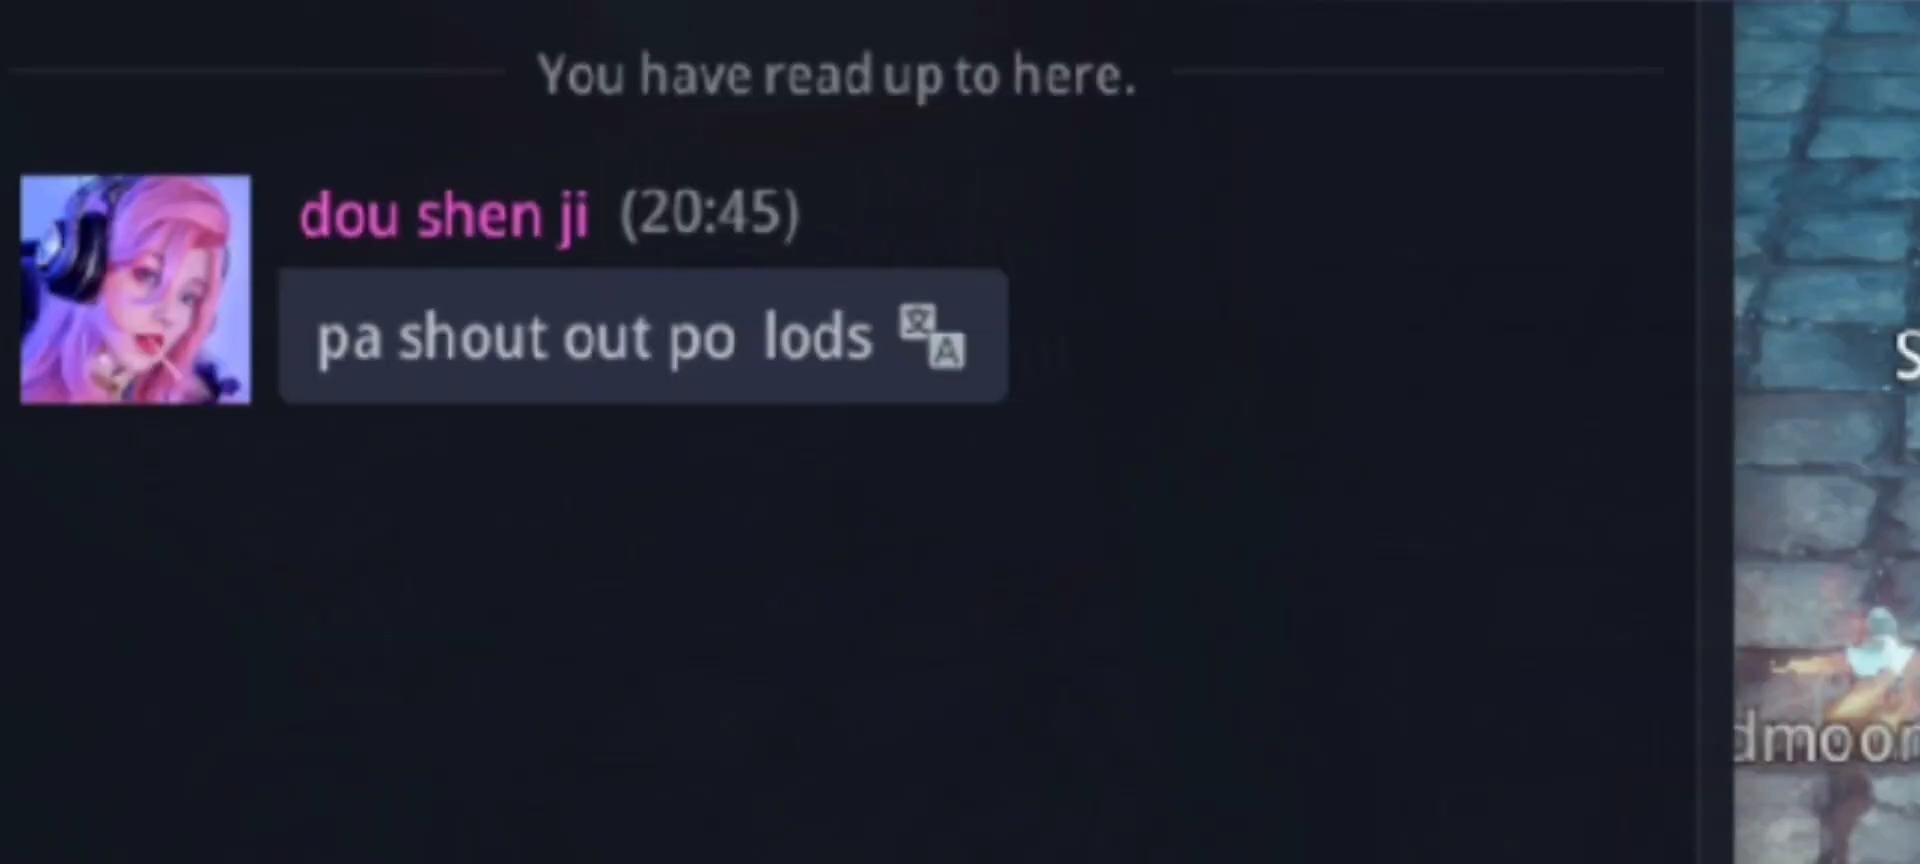 You have read up to here.
dou shen ji (20:45)
pa shout out po lods